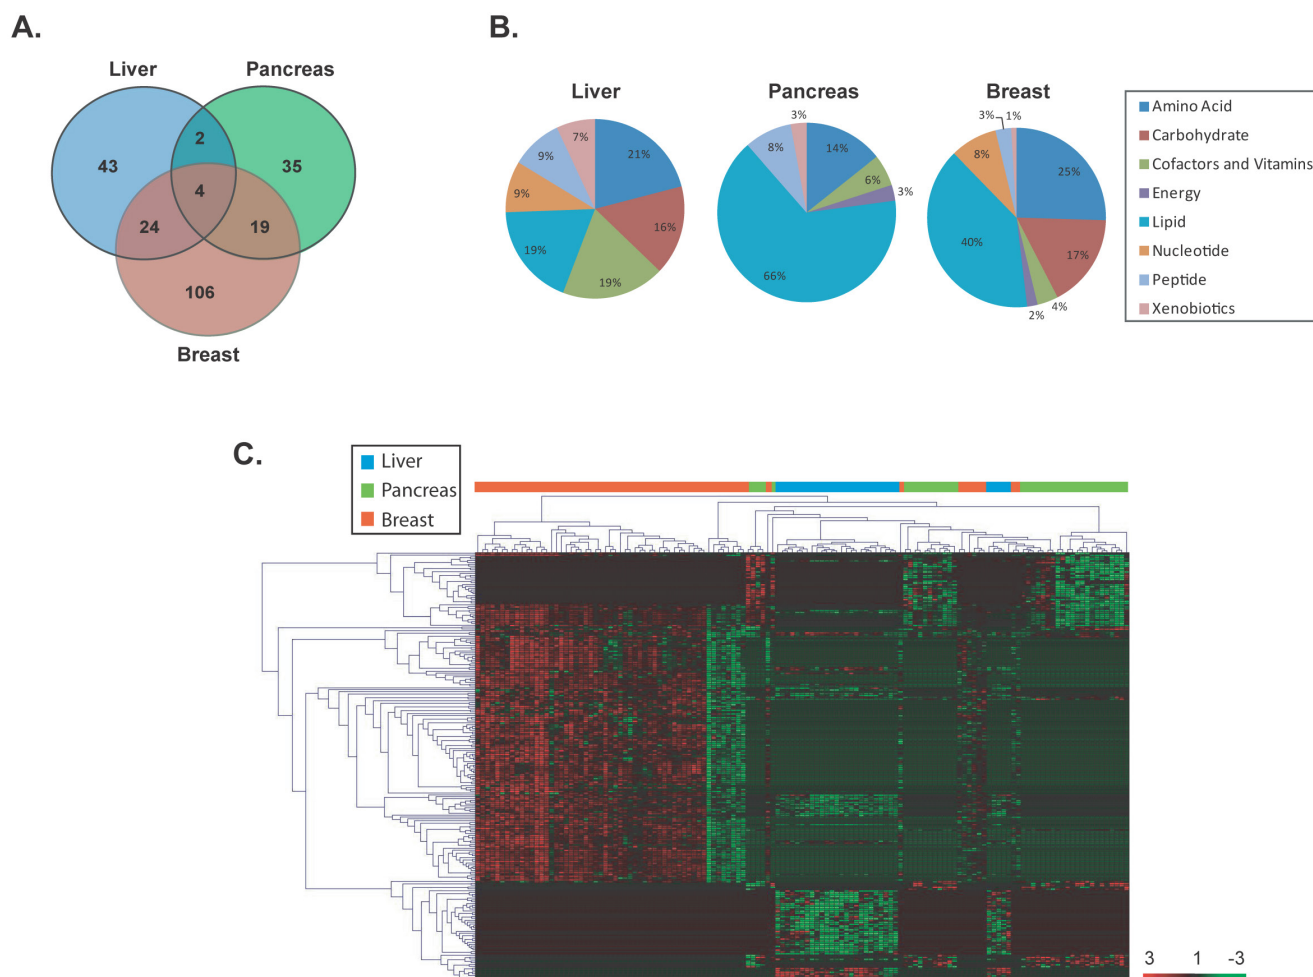 A.
B.
Liver
Pancreas
2
43
35
4
24
19
106
Breast
Liver
7%
21%
9%
9%
16%
19%
19%
Pancreas
3%
8%
14%
6%
3%
66%
Breast
3%
1%
8%
25%
40%
17%
4%
2%
Amino Acid
Carbohydrate
Cofactors and Vitamins
Energy
Lipid
Nucleotide
Peptide
Xenobiotics
C.
Liver
Pancreas
Breast
3 1 -3